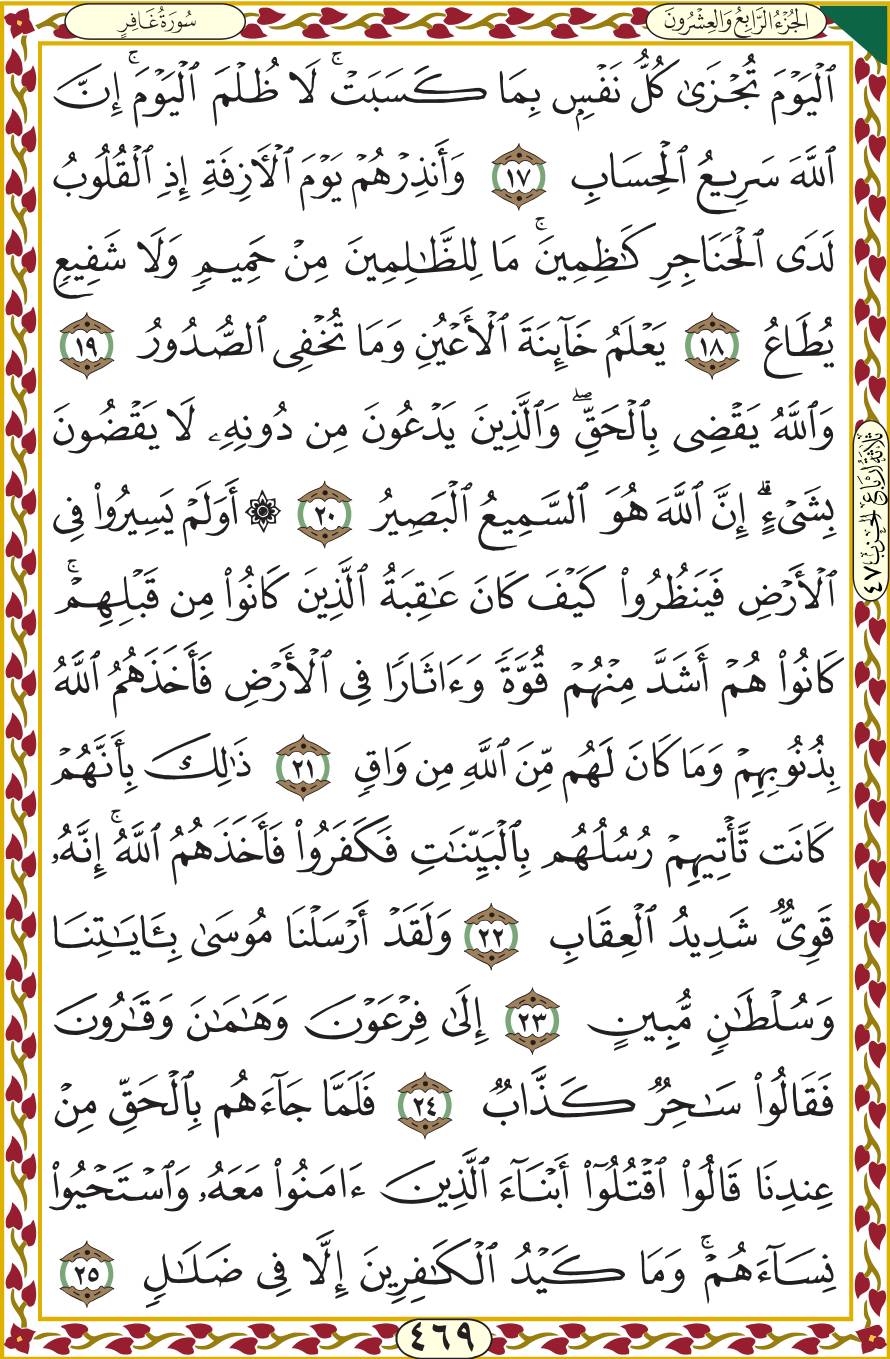 الجُزْءُ الرَّابِعُ وَالعِشْرُونَ
سُورَةُ غَافِرٍ
ٱلْيَوْمَ تُجْزَىٰ كُلُّ نَفْسٍۭ بِمَا كَسَبَتْ ۚ لَا ظُلْمَ ٱلْيَوْمَ ۚ إِنَّ
ٱللَّهَ سَرِيعُ ٱلْحِسَابِ ١٧ وَأَنذِرْهُمْ يَوْمَ ٱلْأَزِفَةِ إِذِ ٱلْقُلُوبُ
لَدَى ٱلْحَنَاجِرِ كَٰظِمِينَ ۚ مَا لِلظَّٰلِمِينَ مِنْ حَمِيمٍ وَلَا شَفِيعٍ
يُطَاعُ ١٨ يَعْلَمُ خَآئِنَةَ ٱلْأَعْيُنِ وَمَا تُخْفِى ٱلصُّدُورُ ١٩
وَٱللَّهُ يَقْضِى بِٱلْحَقِّ ۖ وَٱلَّذِينَ يَدْعُونَ مِن دُونِهِۦ لَا يَقْضُونَ
بِشَىْءٍ ۗ إِنَّ ٱللَّهَ هُوَ ٱلسَّمِيعُ ٱلْبَصِيرُ ٢٠ ۞ أَوَلَمْ يَسِيرُوا۟ فِى
ٱلْأَرْضِ فَيَنظُرُوا۟ كَيْفَ كَانَ عَٰقِبَةُ ٱلَّذِينَ كَانُوا۟ مِن قَبْلِهِمْ ۚ
كَانُوا۟ هُمْ أَشَدَّ مِنْهُمْ قُوَّةً وَءَاثَارًا فِى ٱلْأَرْضِ فَأَخَذَهُمُ ٱللَّهُ
بِذُنُوبِهِمْ وَمَا كَانَ لَهُم مِّنَ ٱللَّهِ مِن وَاقٍ ٢١ ذَٰلِكَ بِأَنَّهُمْ
كَانَت تَّأْتِيهِمْ رُسُلُهُم بِٱلْبَيِّنَٰتِ فَكَفَرُوا۟ فَأَخَذَهُمُ ٱللَّهُ ۚ إِنَّهُۥ
قَوِىٌّ شَدِيدُ ٱلْعِقَابِ ٢٢ وَلَقَدْ أَرْسَلْنَا مُوسَىٰ بِـَٔايَٰتِنَا
وَسُلْطَٰنٍ مُّبِينٍ ٢٣ إِلَىٰ فِرْعَوْنَ وَهَٰمَٰنَ وَقَٰرُونَ
فَقَالُوا۟ سَٰحِرٌ كَذَّابٌ ٢٤ فَلَمَّا جَآءَهُم بِٱلْحَقِّ مِنْ
عِندِنَا قَالُوا۟ ٱقْتُلُوٓا۟ أَبْنَآءَ ٱلَّذِينَ ءَامَنُوا۟ مَعَهُۥ وَٱسْتَحْيُوا۟
نِسَآءَهُمْ ۚ وَمَا كَيْدُ ٱلْكَٰفِرِينَ إِلَّا فِى ضَلَٰلٍ ٢٥
ثَلَاثَةُ أَرْبَاعِ الحِزْبِ ٤٧
٤٦٩